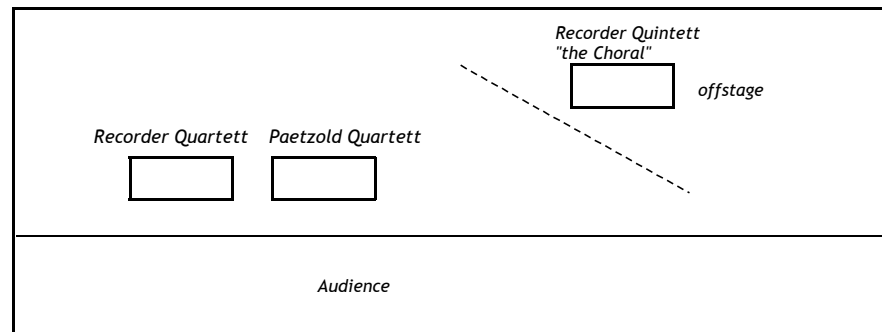 Recorder Quintett
"the Choral"
offstage
Recorder Quartett
Paetzold Quartett
Audience